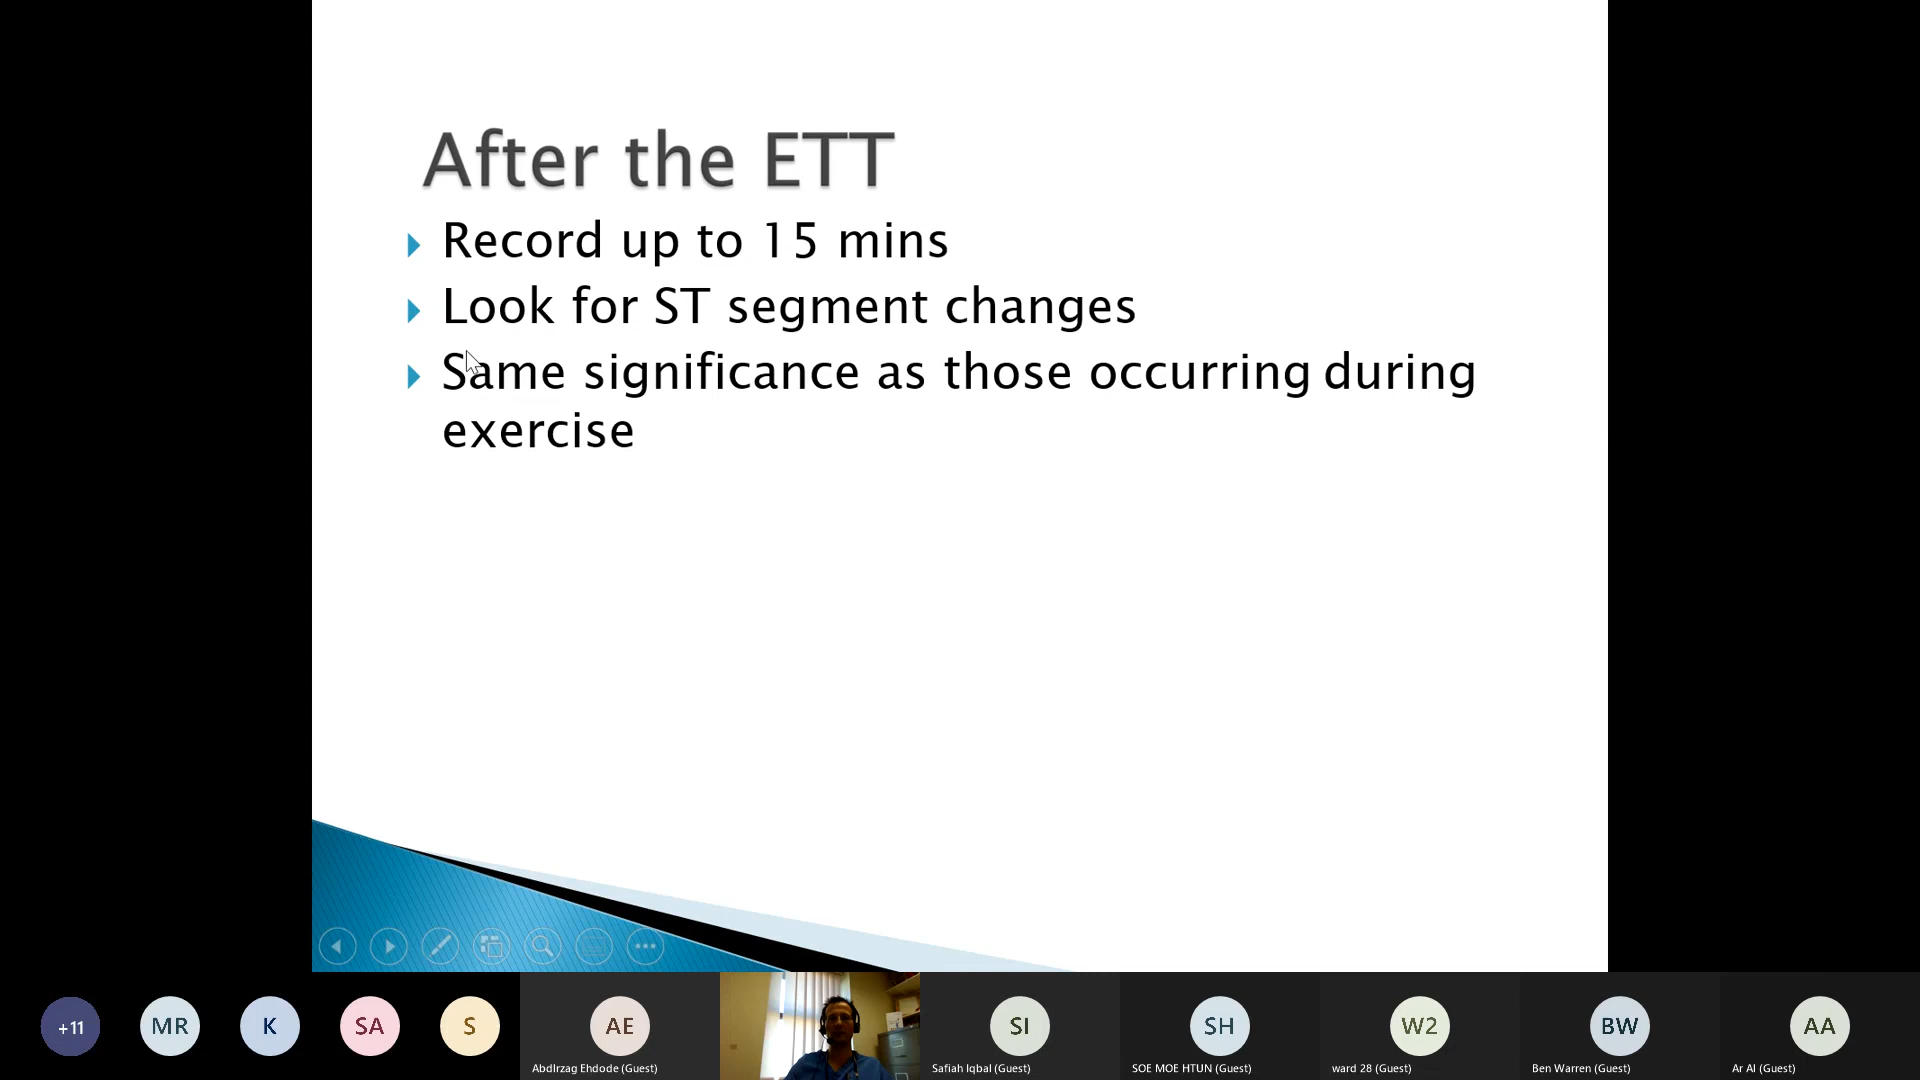 After the ETT
Record up to 15 mins
Look for ST segment changes
Same significance as those occurring during
exercise
+11
MR
K
SA
S
AE
SI
SH
W2
BW
AA
Abdlrzag Ehdode (Guest)
Safiah Iqbal (Guest)
SOE MOE HTUN (Guest)
ward 28 (Guest)
Ben Warren (Guest)
Ar Al (Guest)